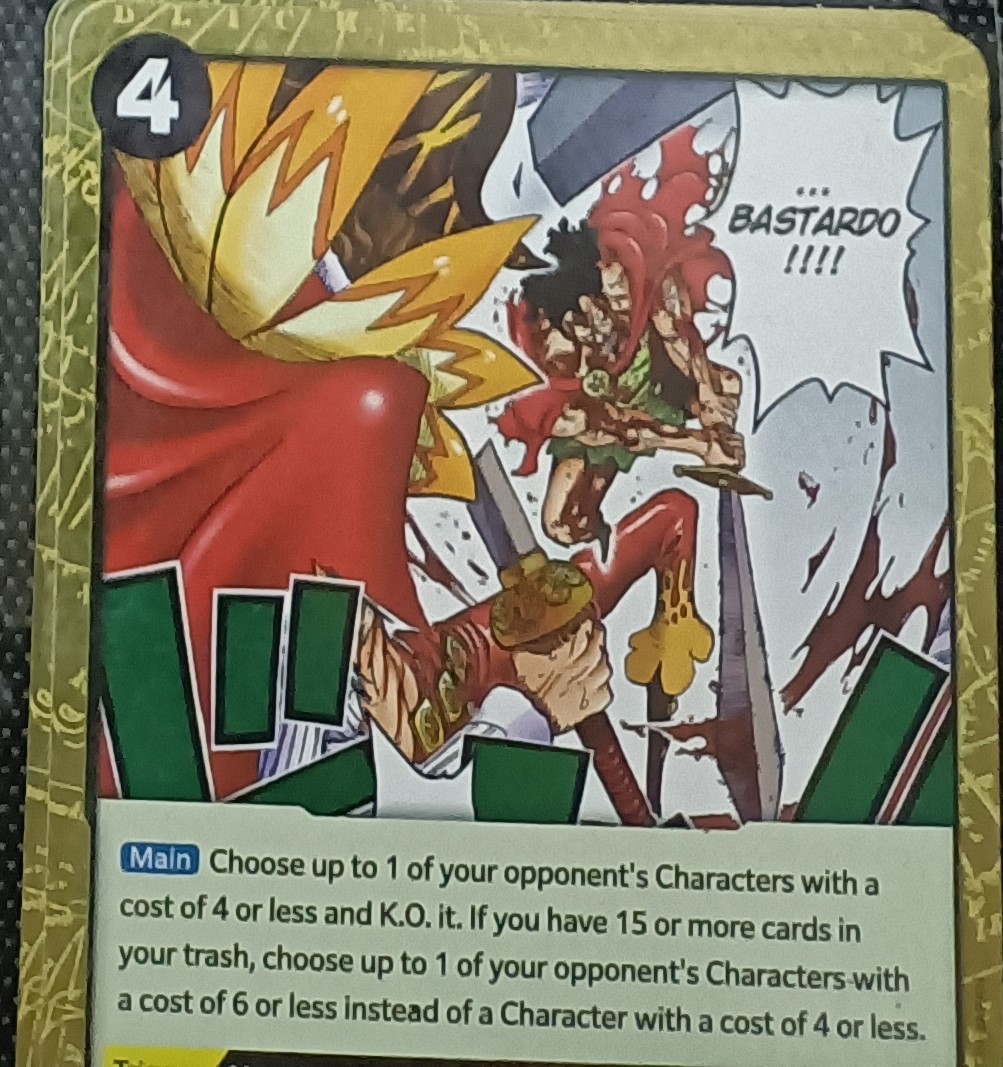 4
...
BASTARDO
!!!!
Main Choose up to 1 of your opponent's Characters with a
cost of 4 or less and K.O. it. If you have 15 or more cards in
your trash, choose up to 1 of your opponent's Characters with
a cost of 6 or less instead of a Character with a cost of 4 or less.